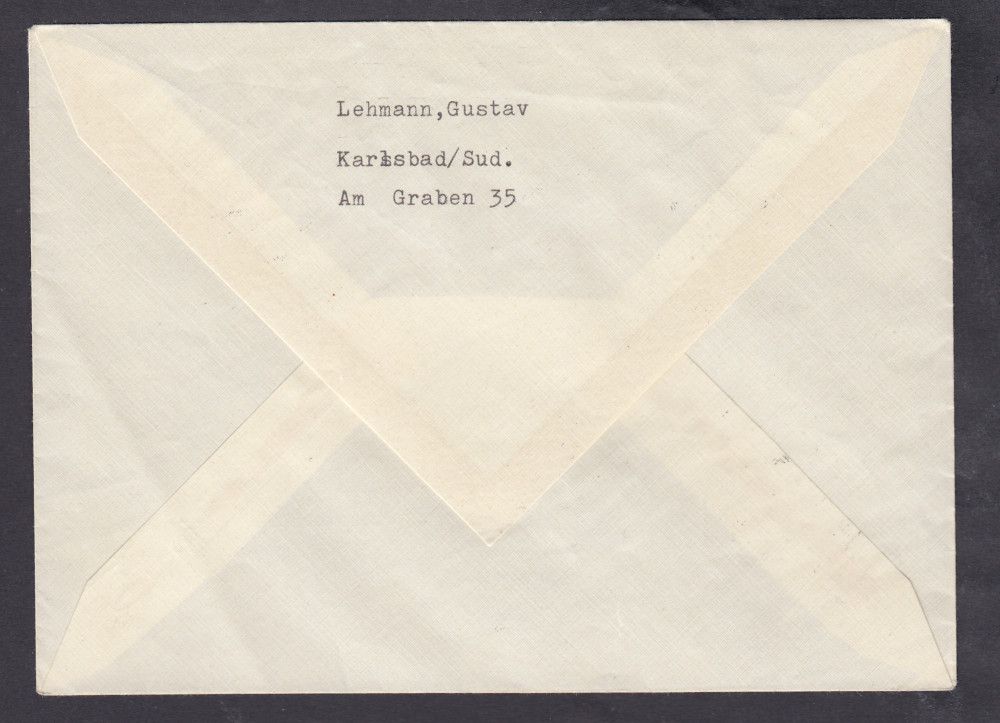 Lehmann,Gustav
Karlsbad/Sud.
Am Graben 35